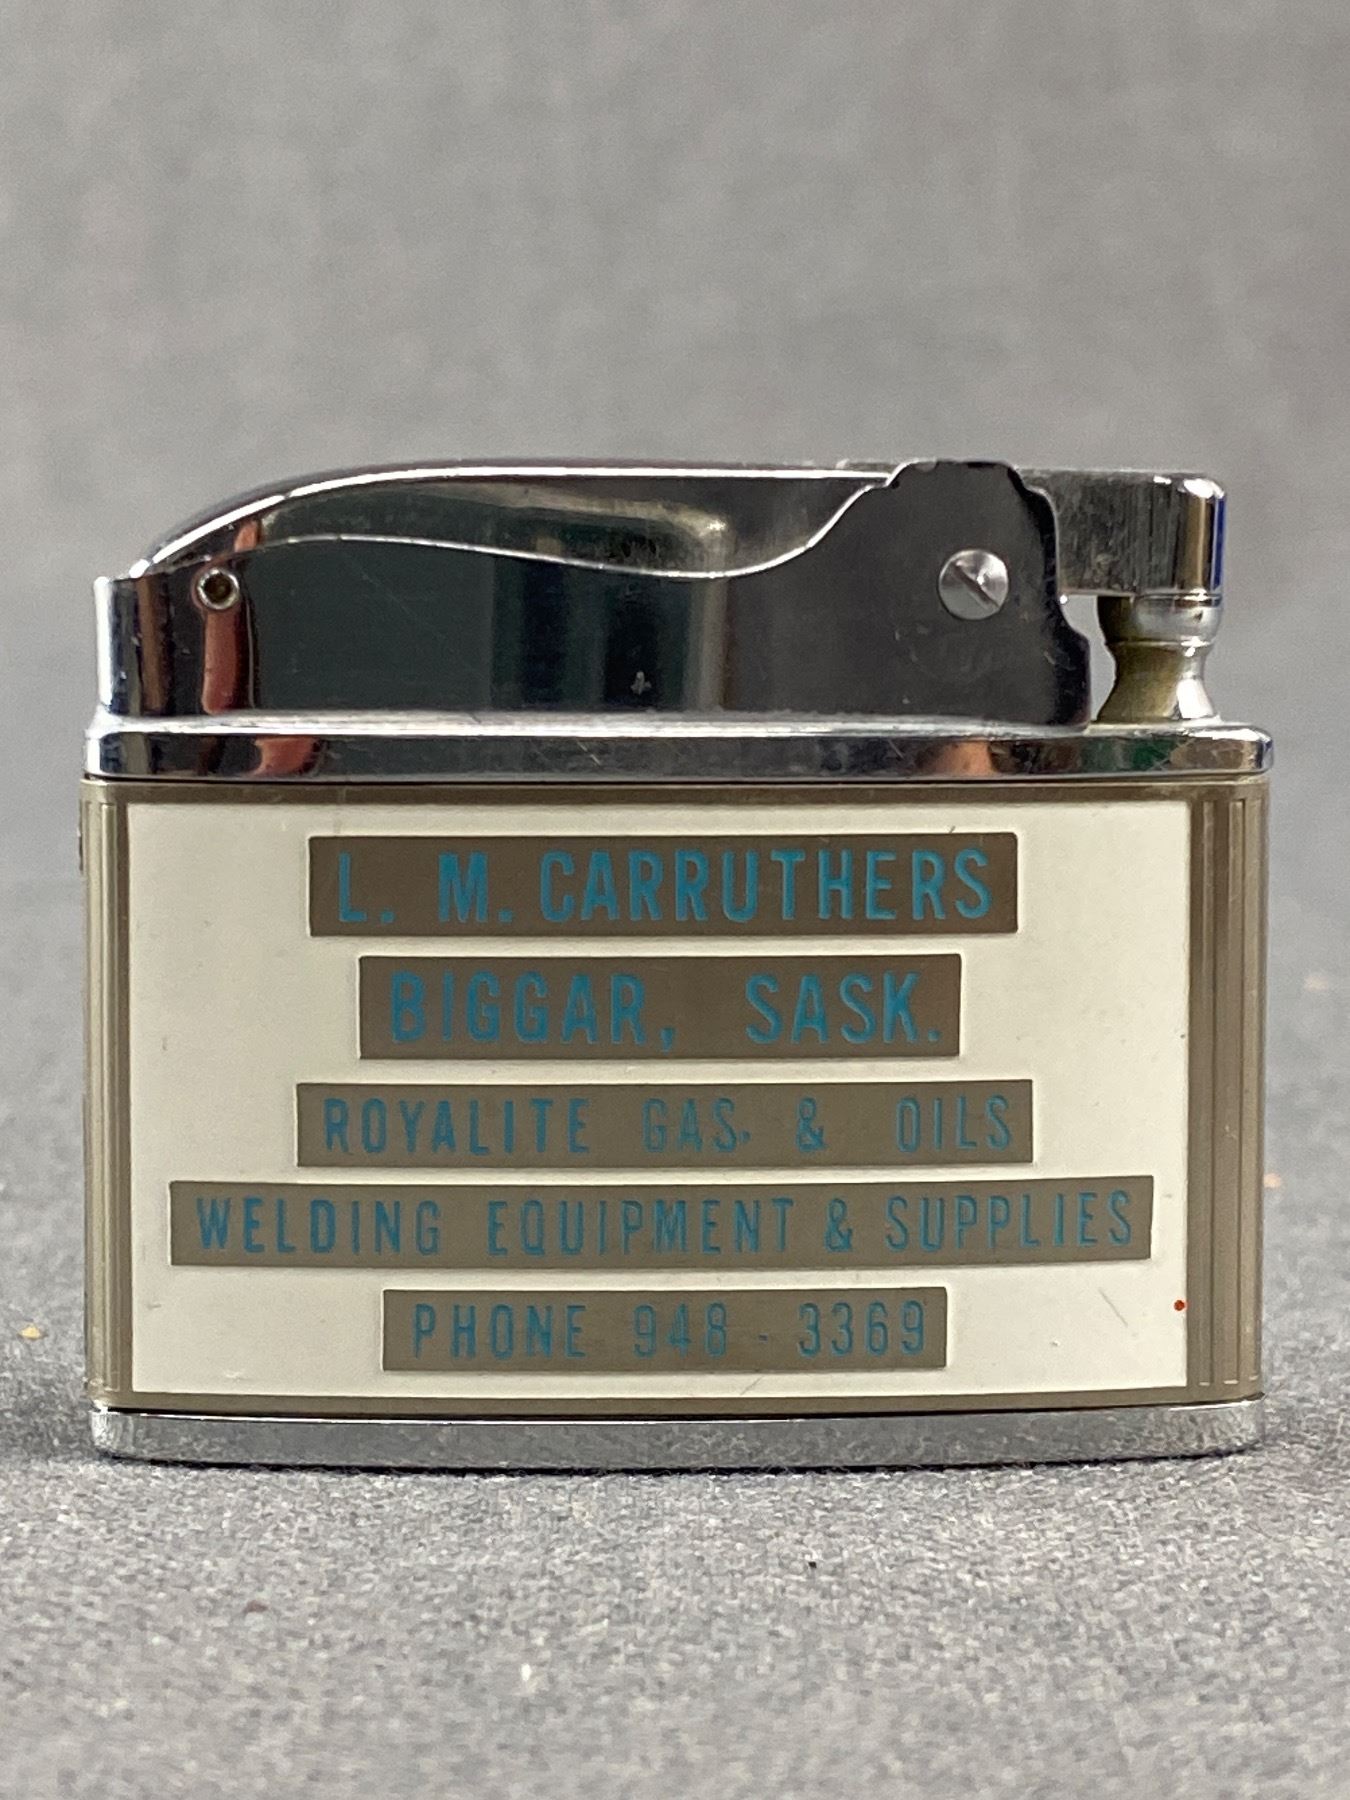 L. M. CARRUTHERS
BIGGAR, SASK.
ROYALITE GAS & OILS
WELDING EQUIPMENT & SUPPLIES
PHONE 948 - 3369